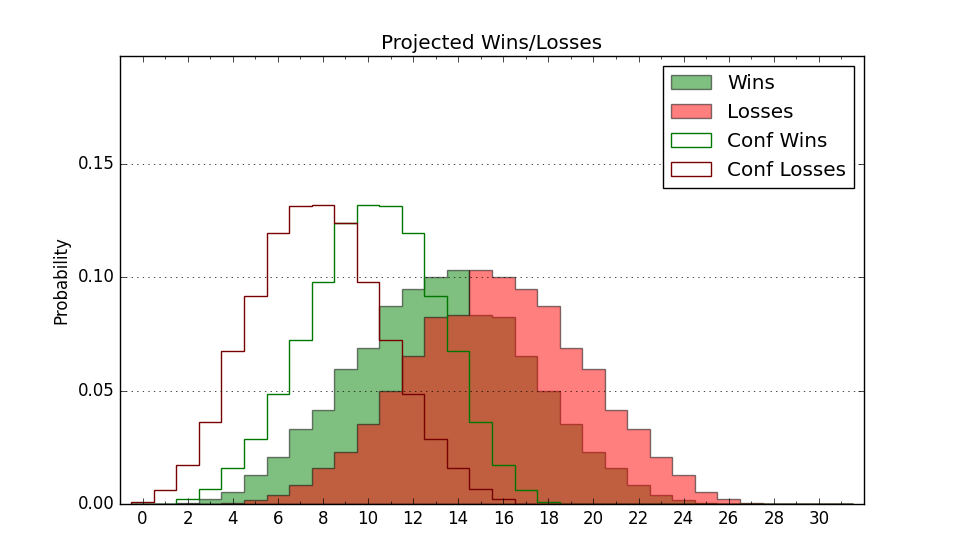 Projected Wins/Losses
Wins
Losses
Conf Wins
Conf Losses
Probability
0.15
0.10
0.05
0.00
0 2 4 6 8 10 12 14 16 18 20 22 24 26 28 30